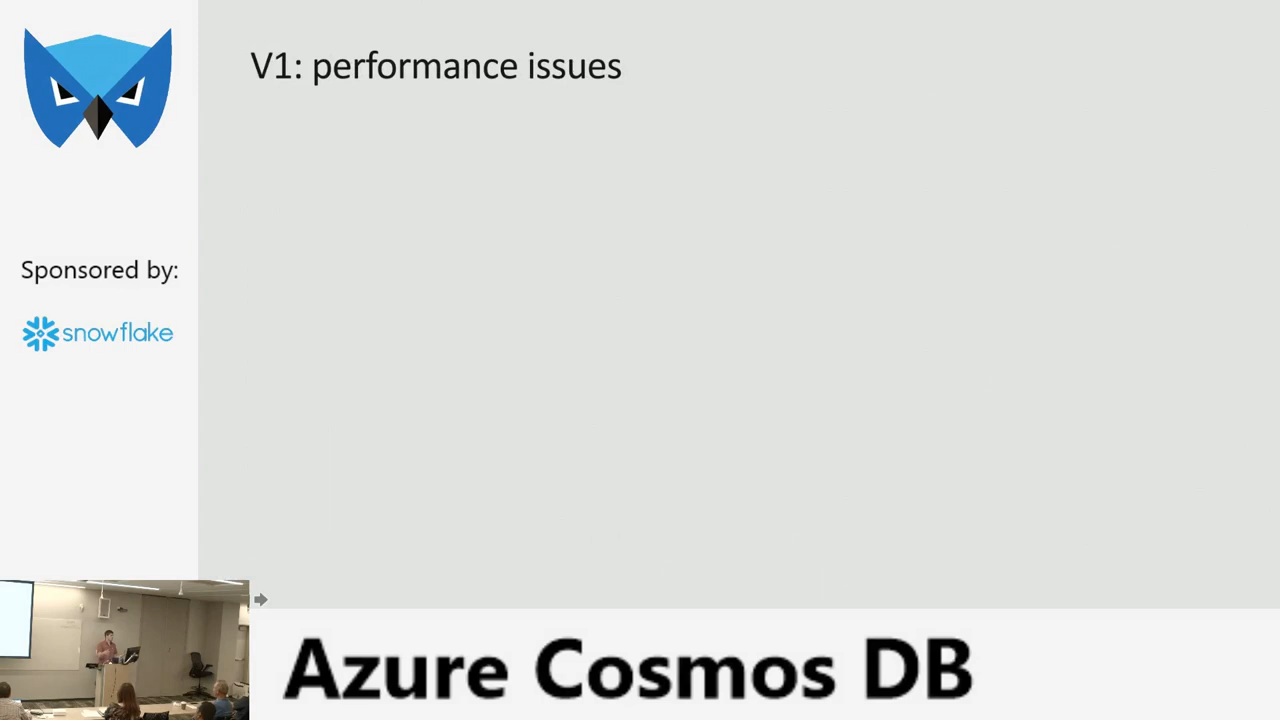 V1: performance issues
Sponsored by:
snowflake
Azure Cosmos DB